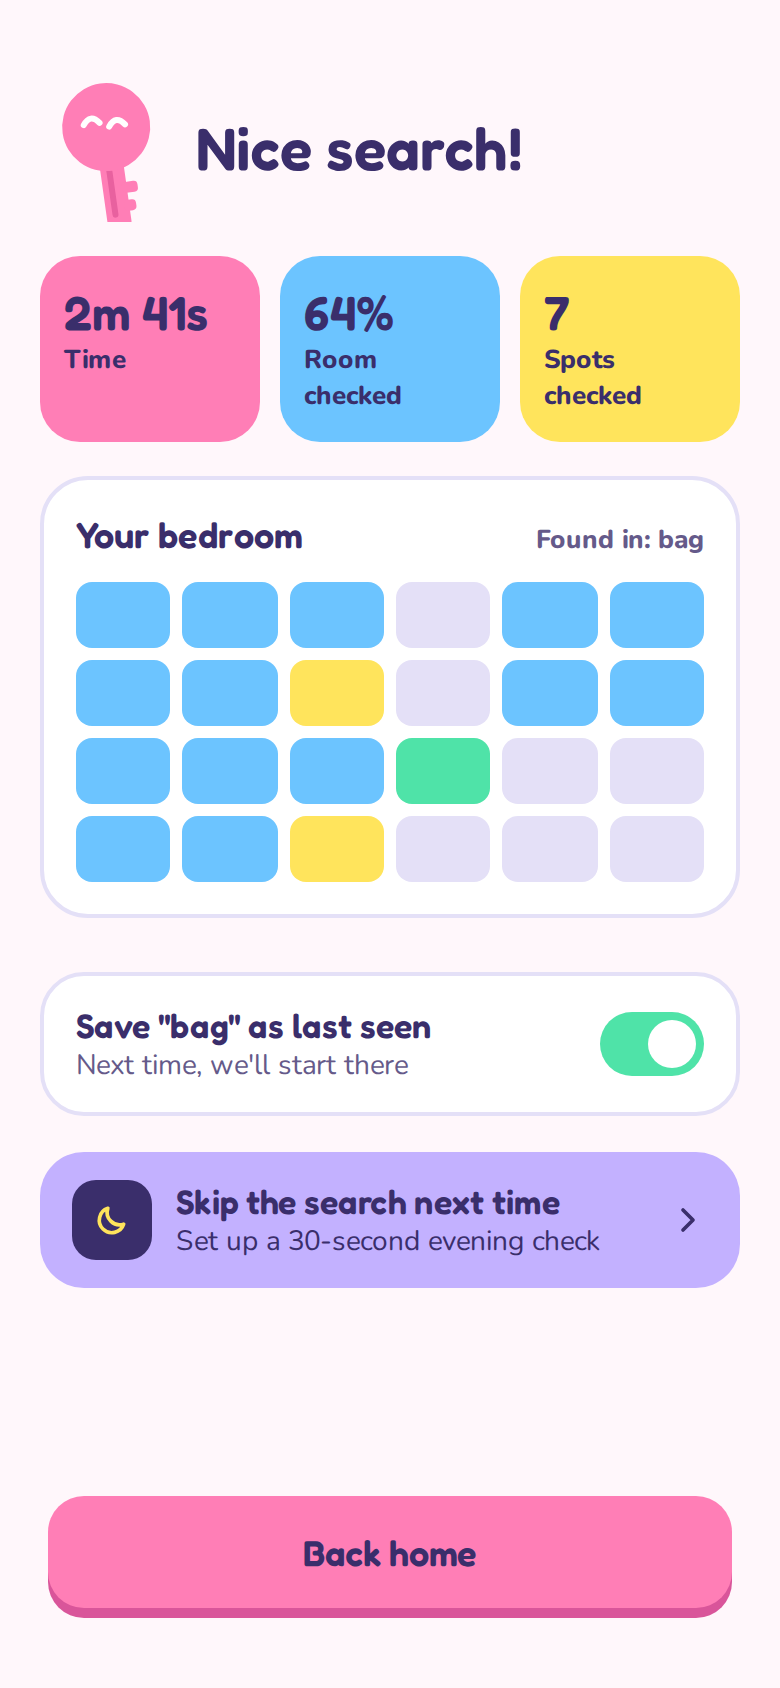 Nice search!
2m 41s
Time
64%
Room
checked
7
Spots
checked
Your bedroom
Found in: bag
Save "bag" as last seen
Next time, we'll start there
Skip the search next time
Set up a 30-second evening check
Back home